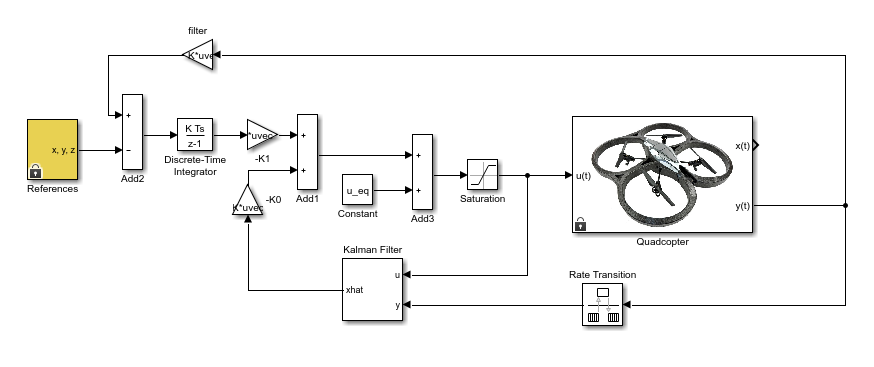 filter
K*uve
+
−
Add2
x, y, z
References
K Ts
z-1
Discrete-Time
Integrator
*uvec
-K1
K*uvec
-K0
+
+
Add1
u_eq
Constant
+
+
Add3
Saturation
u(t)
x(t)
y(t)
Quadcopter
Kalman Filter
u
xhat
y
Rate Transition